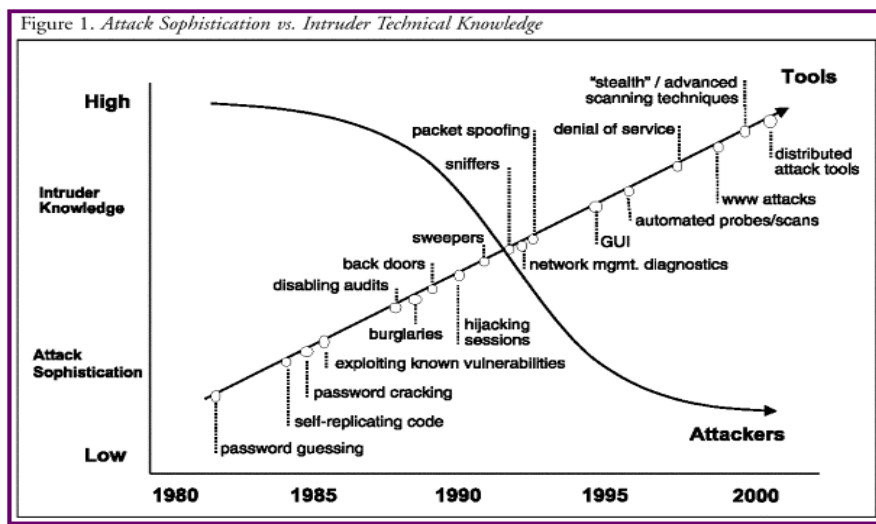 Figure 1. Attack Sophistication vs. Intruder Technical Knowledge
High
Intruder
Knowledge
Attack
Sophistication
Low
Tools
"stealth" / advanced
scanning techniques
packet spoofing
denial of service
sniffers
distributed
attack tools
www attacks
automated probes/scans
GUI
sweepers
network mgmt. diagnostics
back doors
disabling audits
hijacking
sessions
burglaries
exploiting known vulnerabilities
password cracking
self-replicating code
password guessing
Attackers
1980
1985
1990
1995
2000